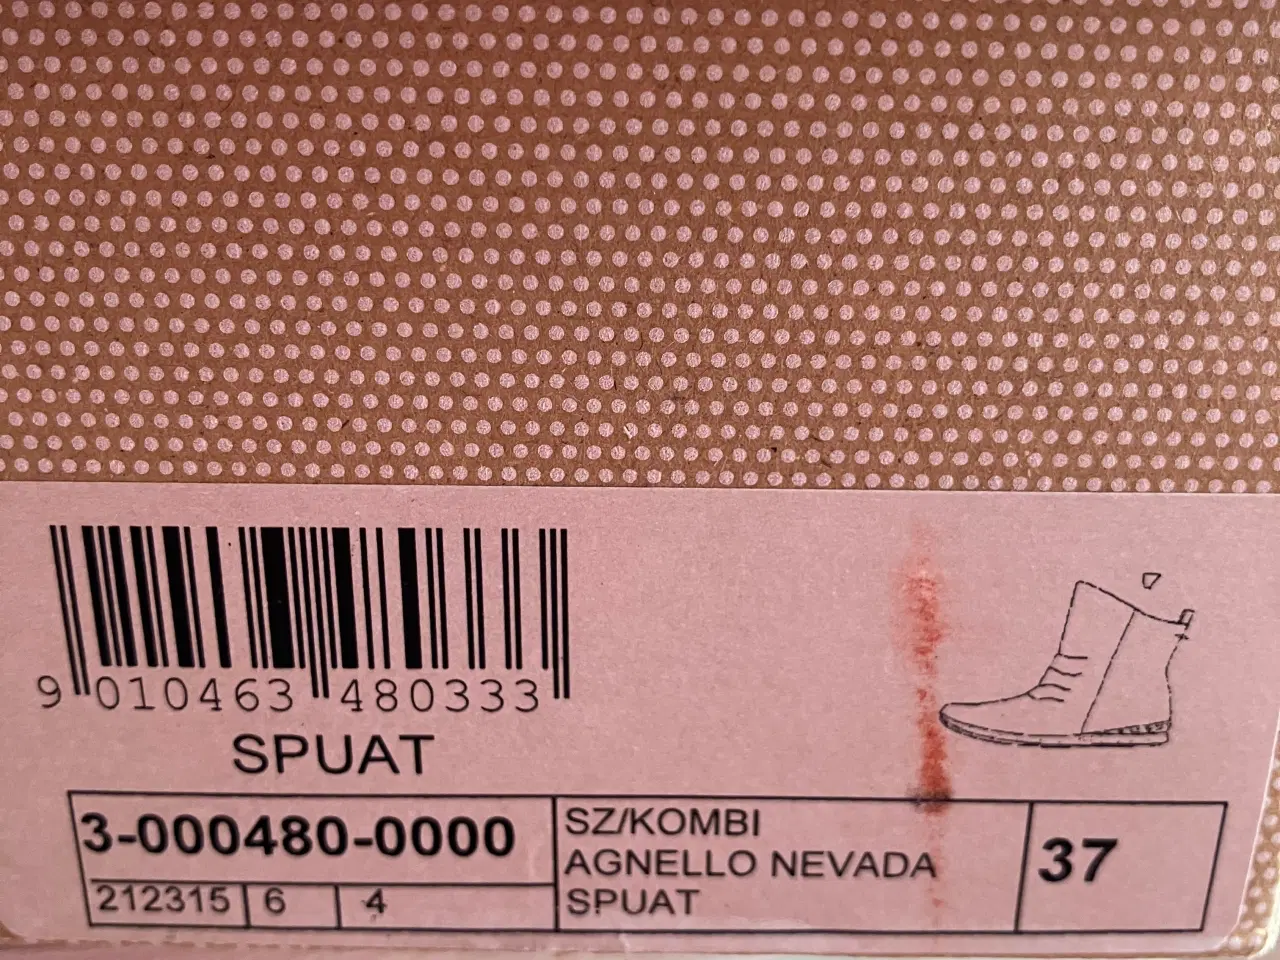 9 010463 480333
SPUAT
3-000480-0000
212315 6 4
SZ/KOMBI
AGNELLO NEVADA
SPUAT
37